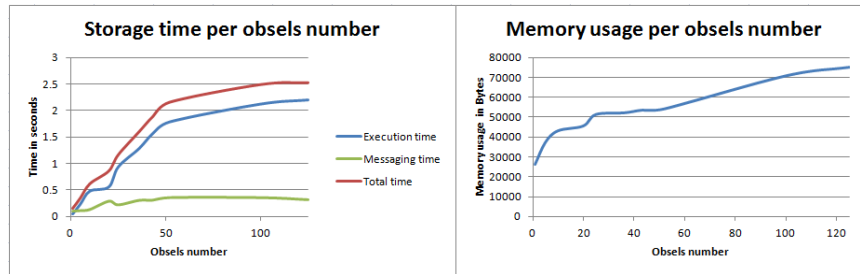 Storage time per obsels number
3
2.5
2
1.5
1
0.5
0
0
50
100
Time in seconds
Obsels number
Execution time
Messaging time
Total time
Memory usage per obsels number
80000
70000
60000
50000
40000
30000
20000
10000
0
0
20
40
60
80
100
120
Memory usage in Bytes
Obsels number